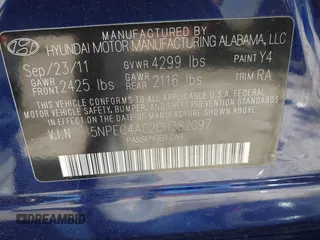 HYUNDAI MOTOR MANUFACTURING ALABAMA, LLC
Sep/23/11 GVWR 4299 lbs PAINT Y4
GAWR FRONT 2425 lbs GAWR REAR 2116 lbs TRIM RA
THIS VEHICLE CONFORMS TO ALL APPLICABLE U.S. FEDERAL MOTOR VEHICLE SAFETY, BUMPER, AND THEFT PREVENTION STANDARDS IN EFFECT ON THE DATE OF MANUFACTURE SHOWN ABOVE.
V.I.N 5NPEC4AC2CH382097
PASSENGER CAR
DREAMBID